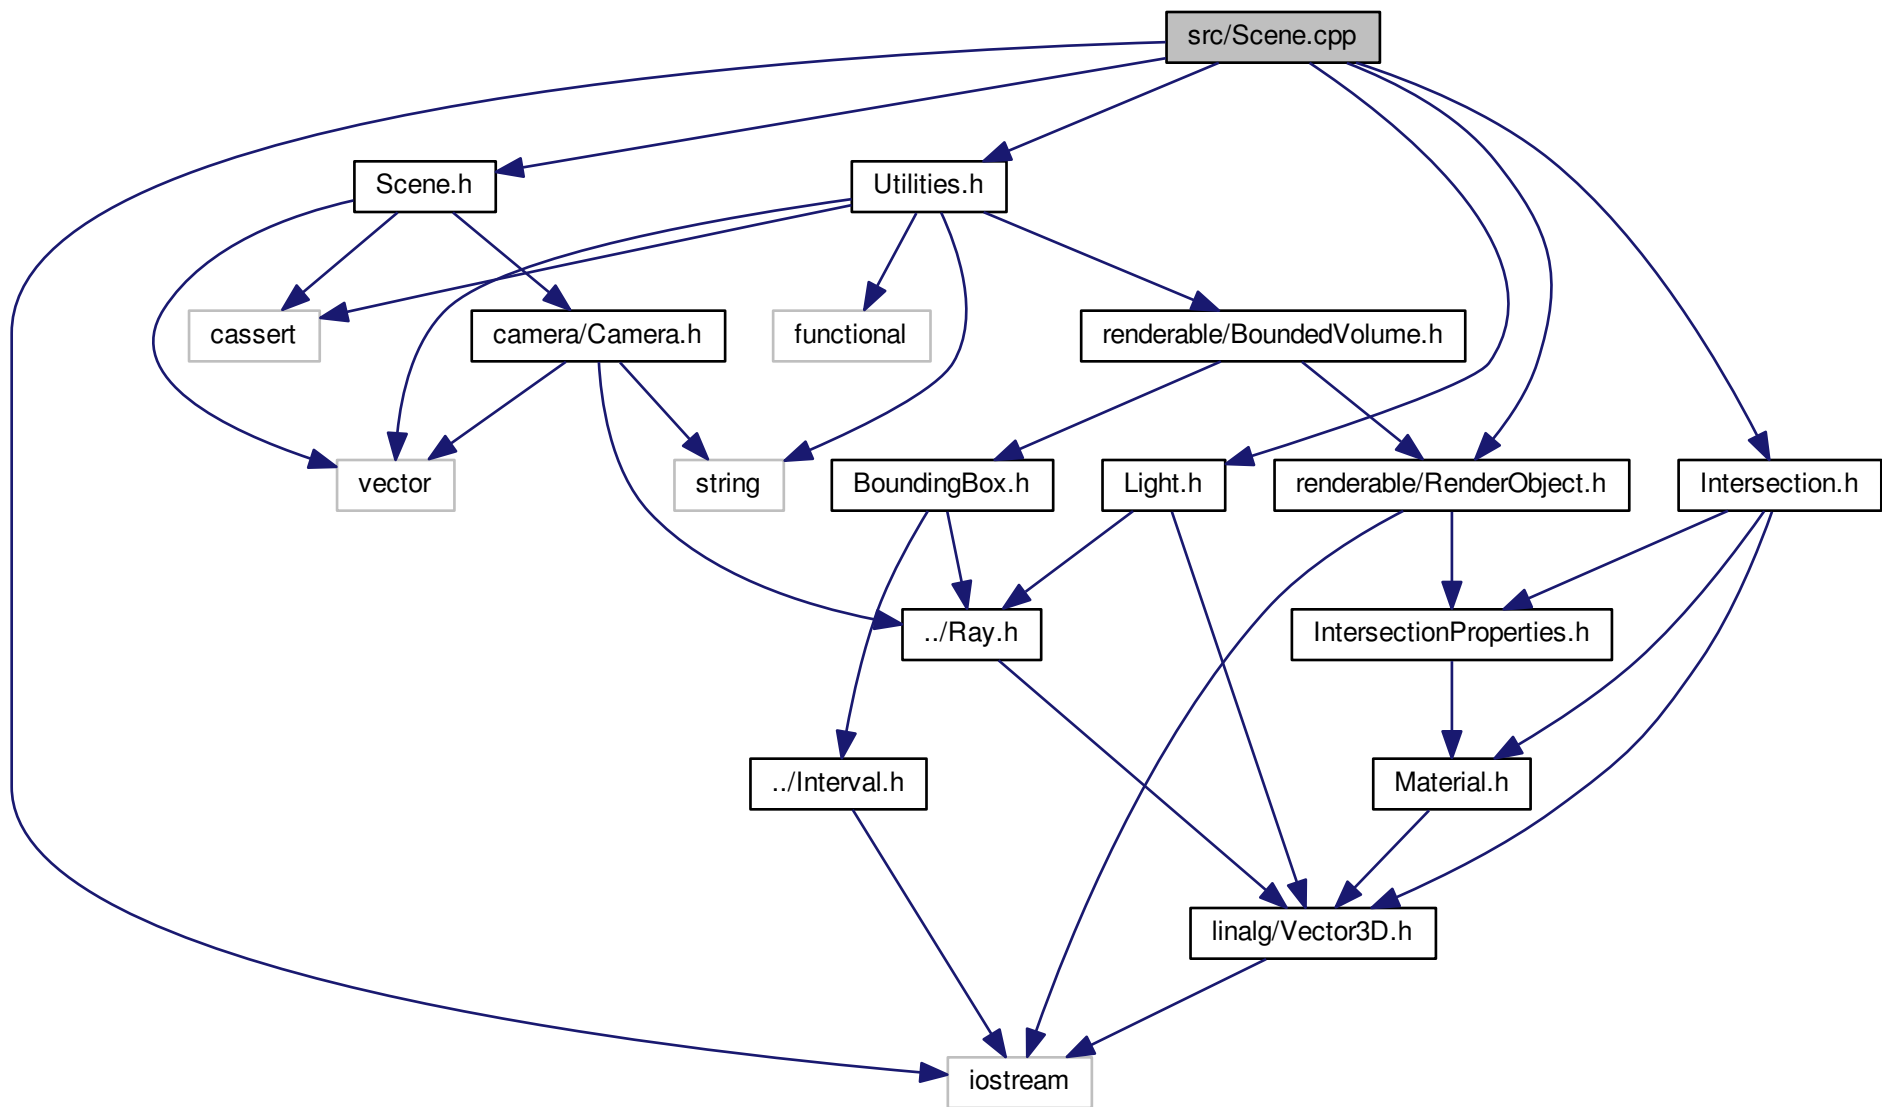 src/Scene.cpp
Scene.h
Utilities.h
cassert
camera/Camera.h
functional
renderable/BoundedVolume.h
vector
string
BoundingBox.h
Light.h
renderable/RenderObject.h
Intersection.h
../Ray.h
IntersectionProperties.h
../Interval.h
Material.h
linalg/Vector3D.h
iostream